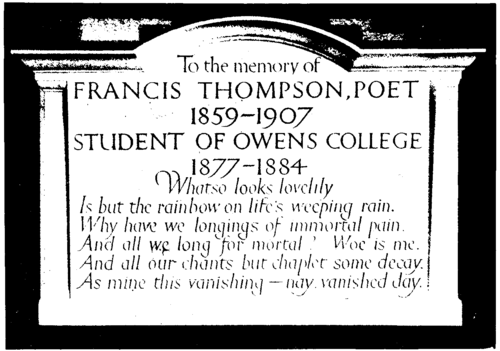 To the memory of
FRANCIS THOMPSON, POET
1859–1907
STUDENT OF OWENS COLLEGE
1877–1884
Whatso looks lovelily
Is but the rainbow on life's weeping rain.
Why have we longings of immortal pain.
And all we long for mortal? Woe is me.
And all our chants but chaplet some decay.
As mine this vanishing — nay. vanished day.